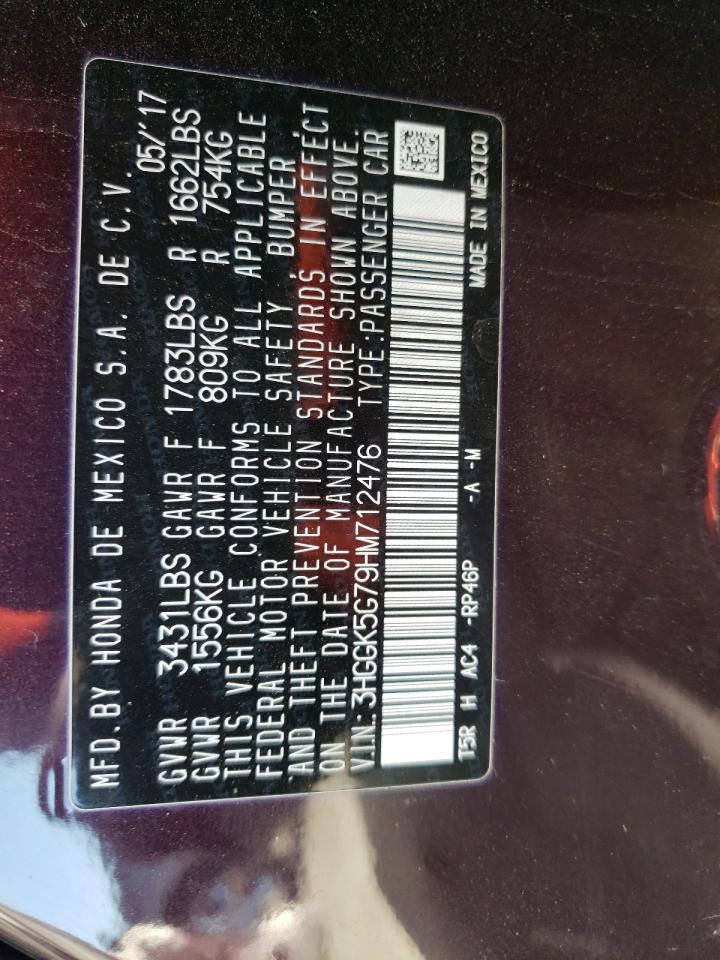 MFD. BY HONDA DE MEXICO S.A. DE C.V. 05/'17
GVWR 3431LBS GAWR F 1783LBS R 1662LBS
GVWR 1556KG GAWR F 809KG R 754KG
THIS VEHICLE CONFORMS TO ALL APPLICABLE
FEDERAL MOTOR VEHICLE SAFETY, BUMPER,
AND THEFT PREVENTION STANDARDS IN EFFECT
ON THE DATE OF MANUFACTURE SHOWN ABOVE.
V.I.N.: 3HGGK5G79HM712476 TYPE:PASSENGER CAR
T5R H AC4 -RP46P -A -M MADE IN MEXICO